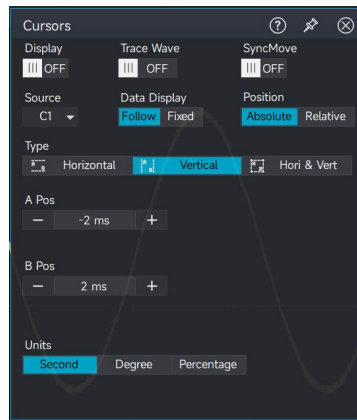 Cursors
Display Trace Wave SyncMove
OFF OFF OFF
Source Data Display Position
C1 Follow Fixed Absolute Relative
Type
Horizontal Vertical Hori & Vert
A Pos
− -2 ms +
B Pos
− 2 ms +
Units
Second Degree Percentage